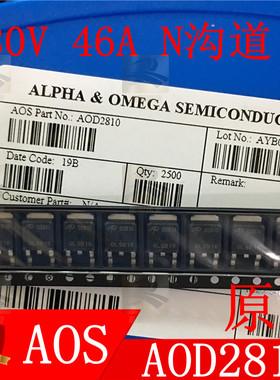 80V 46A N沟道
ALPHA & OMEGA SEMICONDUC
AOS Part No.: AOD2810
Lot No.: AYB
Date Code: 19B
Qty: 2500
Remark:
Customer Part#: N/A
原
AOS
AOD281